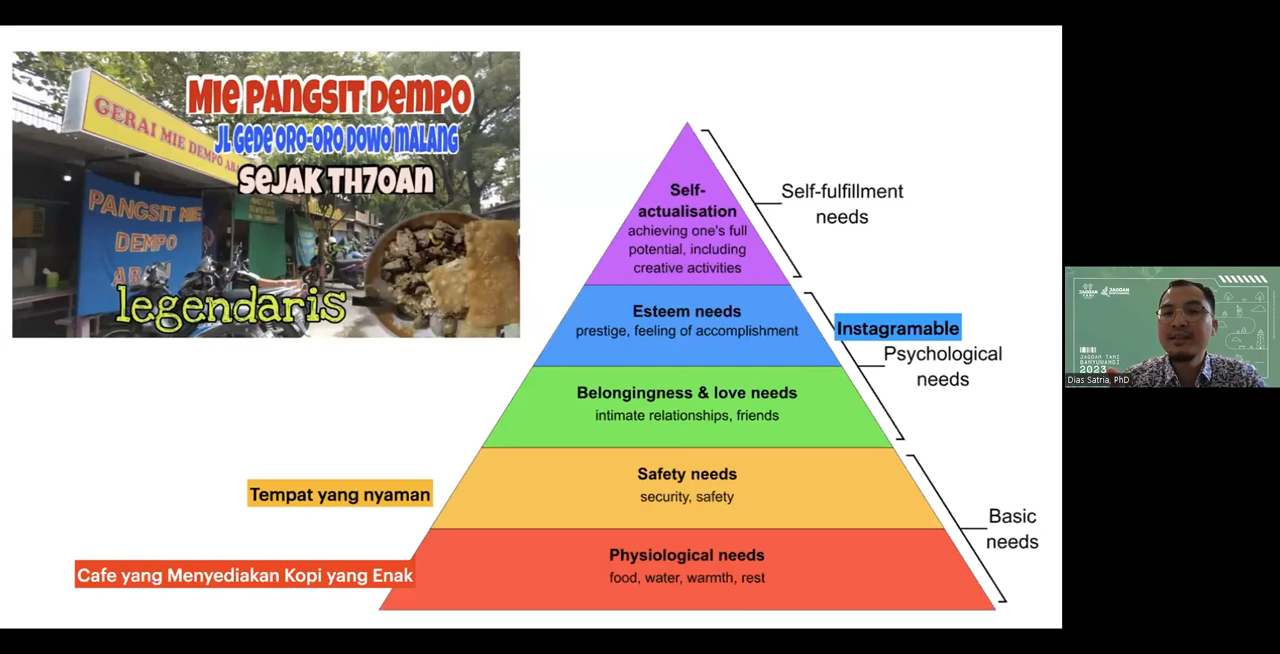 MIE PANGSIT DEMPO
JL GEDE ORO-ORO DOWO MALANG
SEJAK TH70AN
GERAI MIE DEMPO
PANGSIT MIE
DEMPO
legendaris
Self-
actualisation
achieving one's full
potential, including
creative activities
Self-fulfillment
needs
Esteem needs
prestige, feeling of accomplishment
Instagramable
Psychological
needs
Belongingness & love needs
intimate relationships, friends
Safety needs
security, safety
Tempat yang nyaman
Basic
needs
Physiological needs
food, water, warmth, rest
Cafe yang Menyediakan Kopi yang Enak
JAGOAN TANI
BANYUWANGI
2023
Dias Satria, PhD